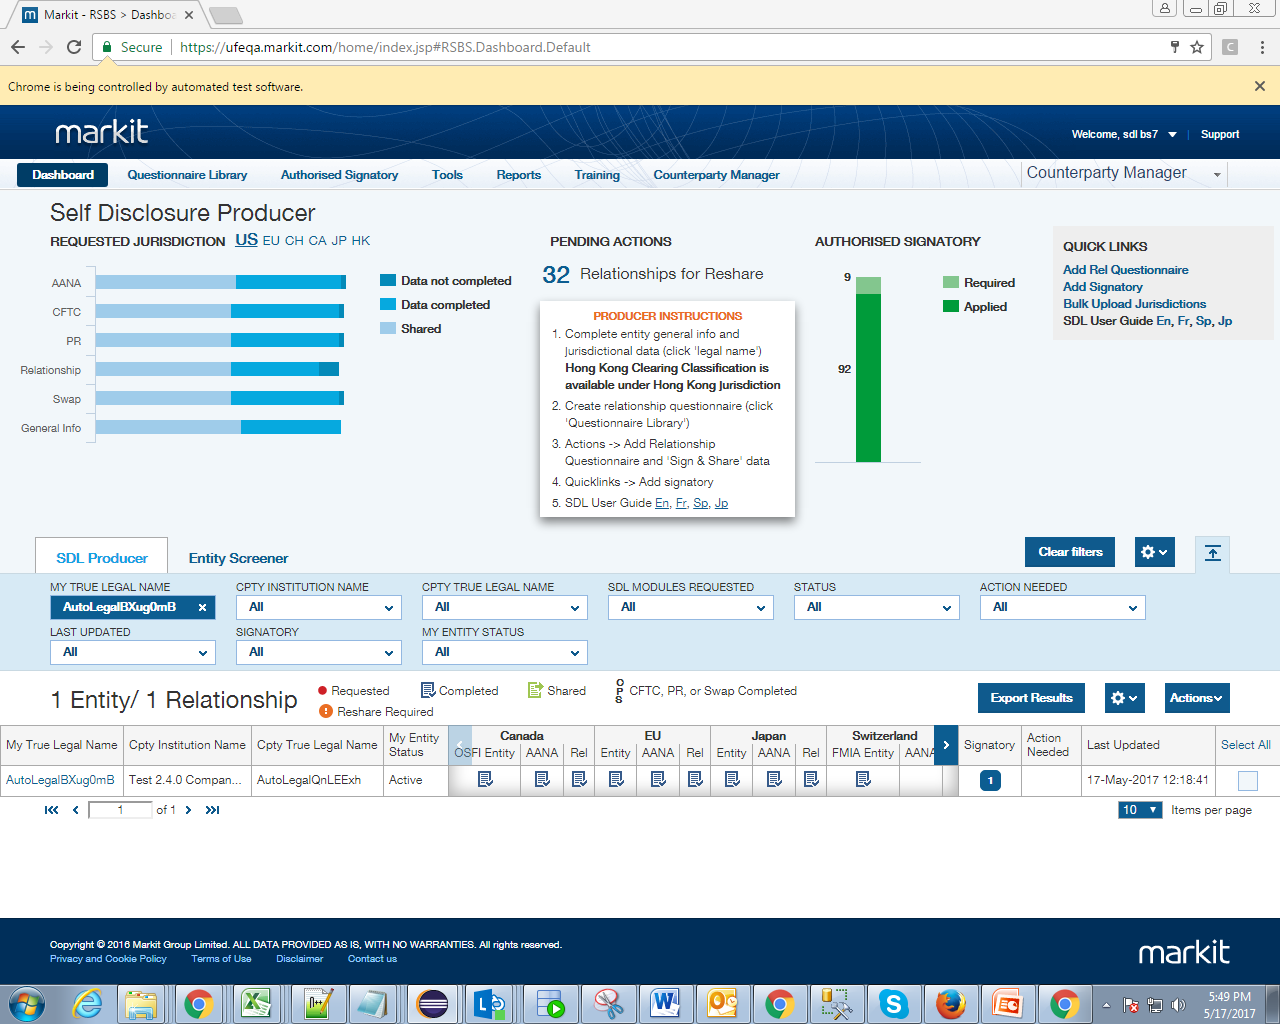 Markit - RSBS > Dashboa
Secure
https://ufeqa.markit.com/home/index.jsp#RSBS.Dashboard.Default
Chrome is being controlled by automated test software.
markit
Welcome, sdl bs7
Support
Dashboard
Questionnaire Library
Authorised Signatory
Tools
Reports
Training
Counterparty Manager
Counterparty Manager
Self Disclosure Producer
REQUESTED JURISDICTION US EU CH CA JP HK
AANA
CFTC
PR
Relationship
Swap
General Info
Data not completed
Data completed
Shared
PENDING ACTIONS
32 Relationships for Reshare
PRODUCER INSTRUCTIONS
1. Complete entity general info and
jurisdictional data (click 'legal name')
Hong Kong Clearing Classification is
available under Hong Kong Jurisdiction
2. Create relationship questionnaire (click
'Questionnaire Library')
3. Actions -> Add Relationship
Questionnaire and 'Sign & Share' data
4. Quicklinks -> Add signatory
5. SDL User Guide En, Fr, Sp, Jp
AUTHORISED SIGNATORY
9
92
Required
Applied
QUICK LINKS
Add Rel Questionnaire
Add Signatory
Bulk Upload Jurisdictions
SDL User Guide En, Fr, Sp, Jp
SDL Producer
Entity Screener
Clear filters
MY TRUE LEGAL NAME
AutoLegalBXug0mB
CPTY INSTITUTION NAME
All
CPTY TRUE LEGAL NAME
All
SDL MODULES REQUESTED
All
STATUS
All
ACTION NEEDED
All
LAST UPDATED
All
SIGNATORY
All
MY ENTITY STATUS
All
1 Entity/ 1 Relationship
Requested
Completed
Shared
OPS CFTC, PR, or Swap Completed
Reshare Required
Export Results
Actions
My True Legal Name
Cpty Institution Name
Cpty True Legal Name
My Entity Status
Canada
OSFI Entity AANA Rel
EU
Entity AANA Rel
Japan
Entity AANA Rel
Switzerland
FMIA Entity AANA
Signatory
Action Needed
Last Updated
Select All
AutoLegalBXug0mB
Test 2.4.0 Compan...
AutoLegalQnLEExh
Active
1
17-May-2017 12:18:41
1 of 1
10 Items per page
Copyright © 2016 Markit Group Limited. ALL DATA PROVIDED AS IS, WITH NO WARRANTIES. All rights reserved.
Privacy and Cookie Policy
Terms of Use
Disclaimer
Contact us
markit
5:49 PM
5/17/2017